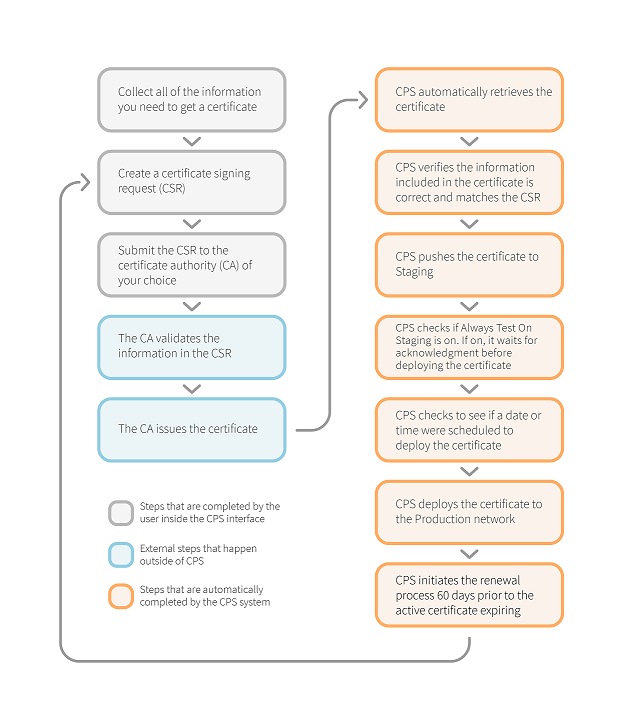 Collect all of the information
you need to get a certificate
Create a certificate signing
request (CSR)
Submit the CSR to the
certificate authority (CA) of
your choice
The CA validates the
information in the CSR
The CA issues the certificate
CPS automatically retrieves the
certificate
CPS verifies the information
included in the certificate is
correct and matches the CSR
CPS pushes the certificate to
Staging
CPS checks if Always Test On
Staging is on. If on, it waits for
acknowledgment before
deploying the certificate
CPS checks to see if a date or
time were scheduled to
deploy the certificate
CPS deploys the certificate to
the Production network
CPS initiates the renewal
process 60 days prior to the
active certificate expiring
Steps that are completed by the
user inside the CPS interface
External steps that happen
outside of CPS
Steps that are automatically
completed by the CPS system